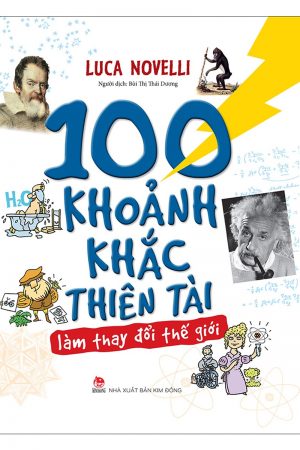 LUCA NOVELLI
Người dịch: Bùi Thị Thái Dương
100
KHOẢNH
KHẮC
THIÊN TÀI
làm thay đổi thế giới
H₂O
NHÀ XUẤT BẢN KIM ĐỒNG